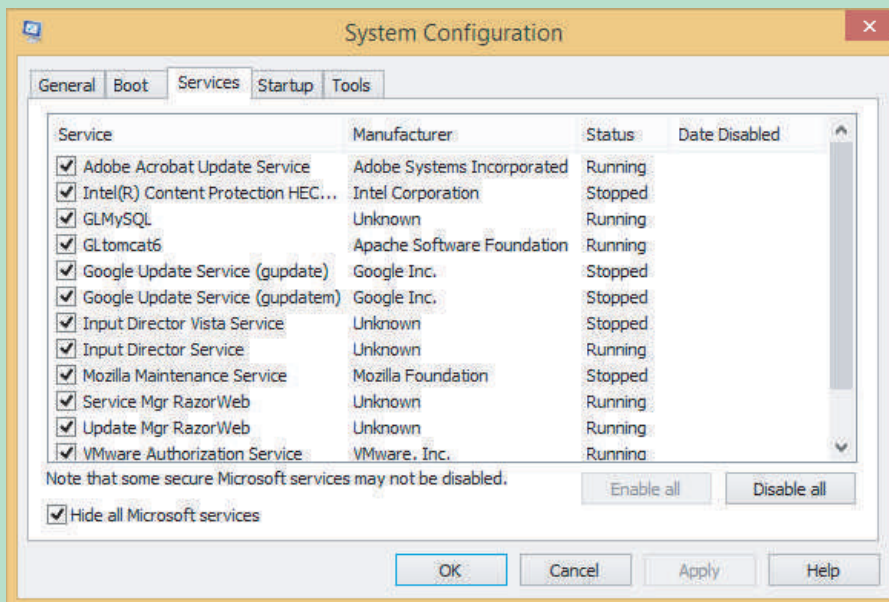 System Configuration
General Boot Services Startup Tools
Service Manufacturer Status Date Disabled
Adobe Acrobat Update Service Adobe Systems Incorporated Running
Intel(R) Content Protection HEC... Intel Corporation Stopped
GLMySQL Unknown Running
GLtomcat6 Apache Software Foundation Running
Google Update Service (gupdate) Google Inc. Stopped
Google Update Service (gupdatem) Google Inc. Stopped
Input Director Vista Service Unknown Stopped
Input Director Service Unknown Running
Mozilla Maintenance Service Mozilla Foundation Stopped
Service Mgr RazorWeb Unknown Running
Update Mgr RazorWeb Unknown Running
VMware Authorization Service VMware, Inc. Running
Note that some secure Microsoft services may not be disabled.
Enable all Disable all
Hide all Microsoft services
OK Cancel Apply Help